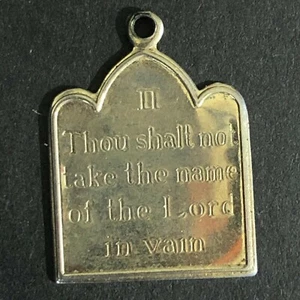 II
Thou shalt not
take the name
of the Lord
in vain